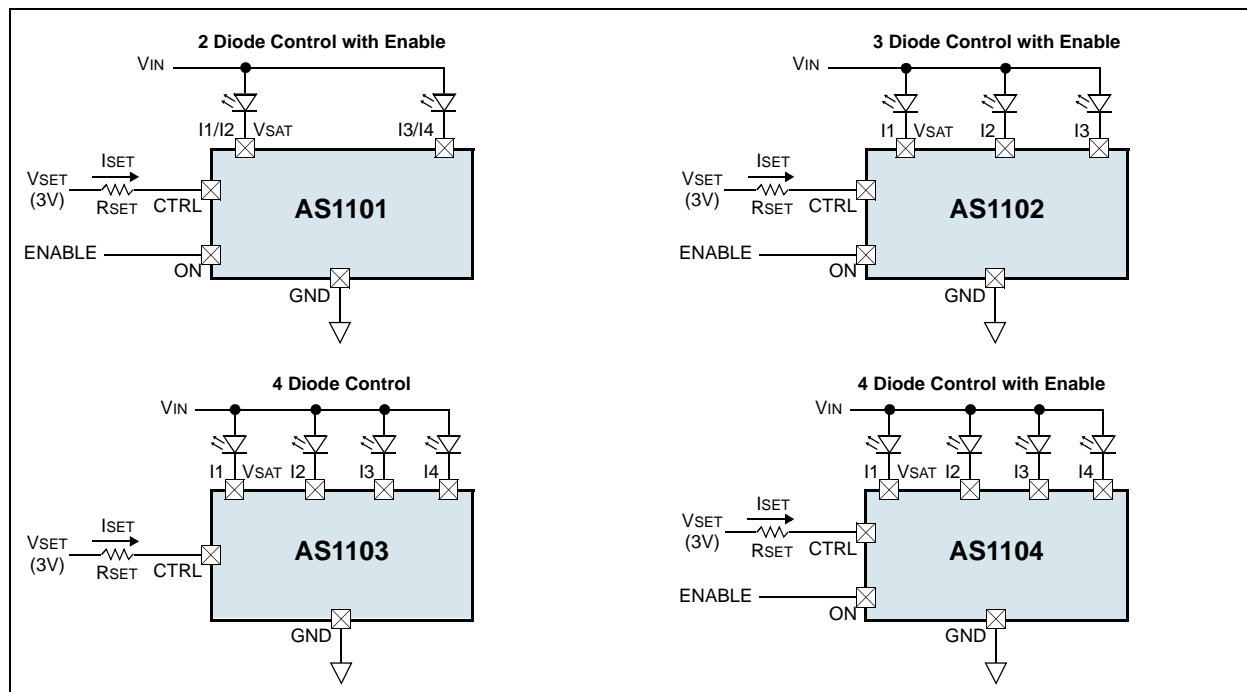 2 Diode Control with Enable
VIN
I1/I2 VSAT I3/I4
ISET
VSET
(3V)
RSET CTRL
AS1101
ENABLE
ON
GND
3 Diode Control with Enable
VIN
I1 VSAT I2 I3
ISET
VSET
(3V)
RSET CTRL
AS1102
ENABLE
ON
GND
4 Diode Control
VIN
I1 VSAT I2 I3 I4
ISET
VSET
(3V)
RSET CTRL
AS1103
GND
4 Diode Control with Enable
VIN
I1 VSAT I2 I3 I4
ISET
VSET
(3V)
RSET CTRL
AS1104
ENABLE
ON
GND